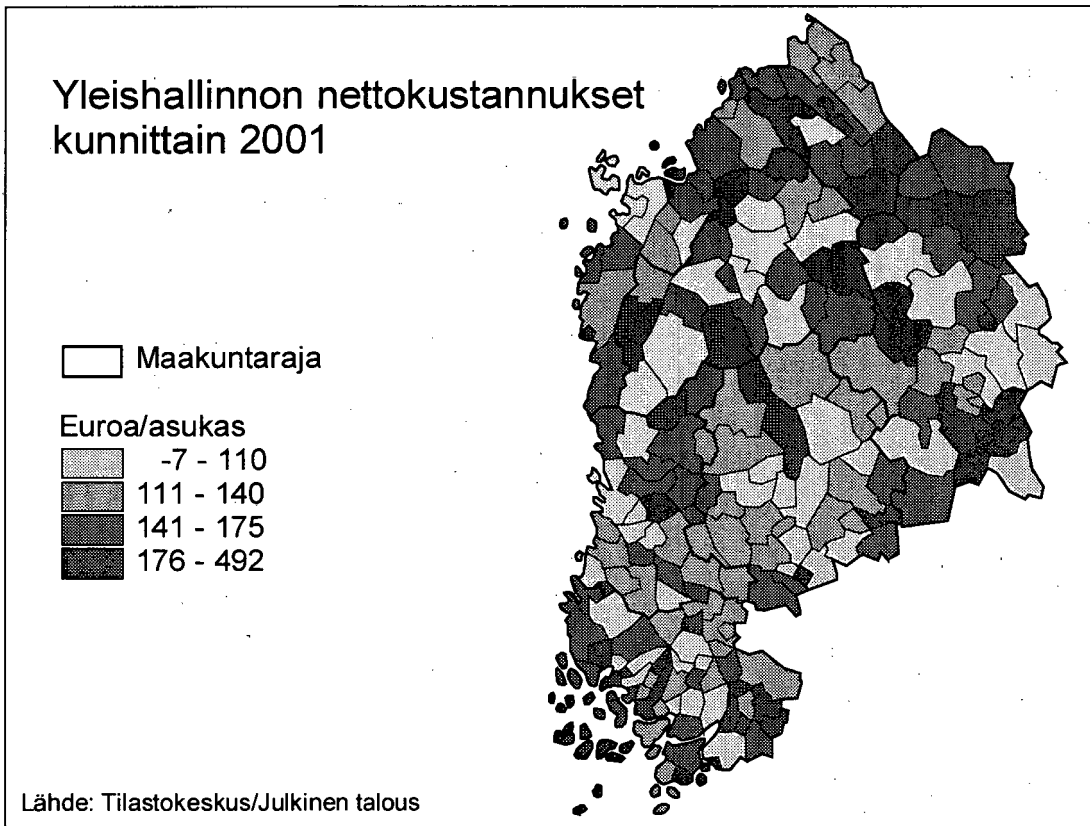 Yleishallinnon nettokustannukset
kunnittain 2001
Maakuntaraja
Euroa/asukas
-7 - 110
111 - 140
141 - 175
176 - 492
Lähde: Tilastokeskus/Julkinen talous